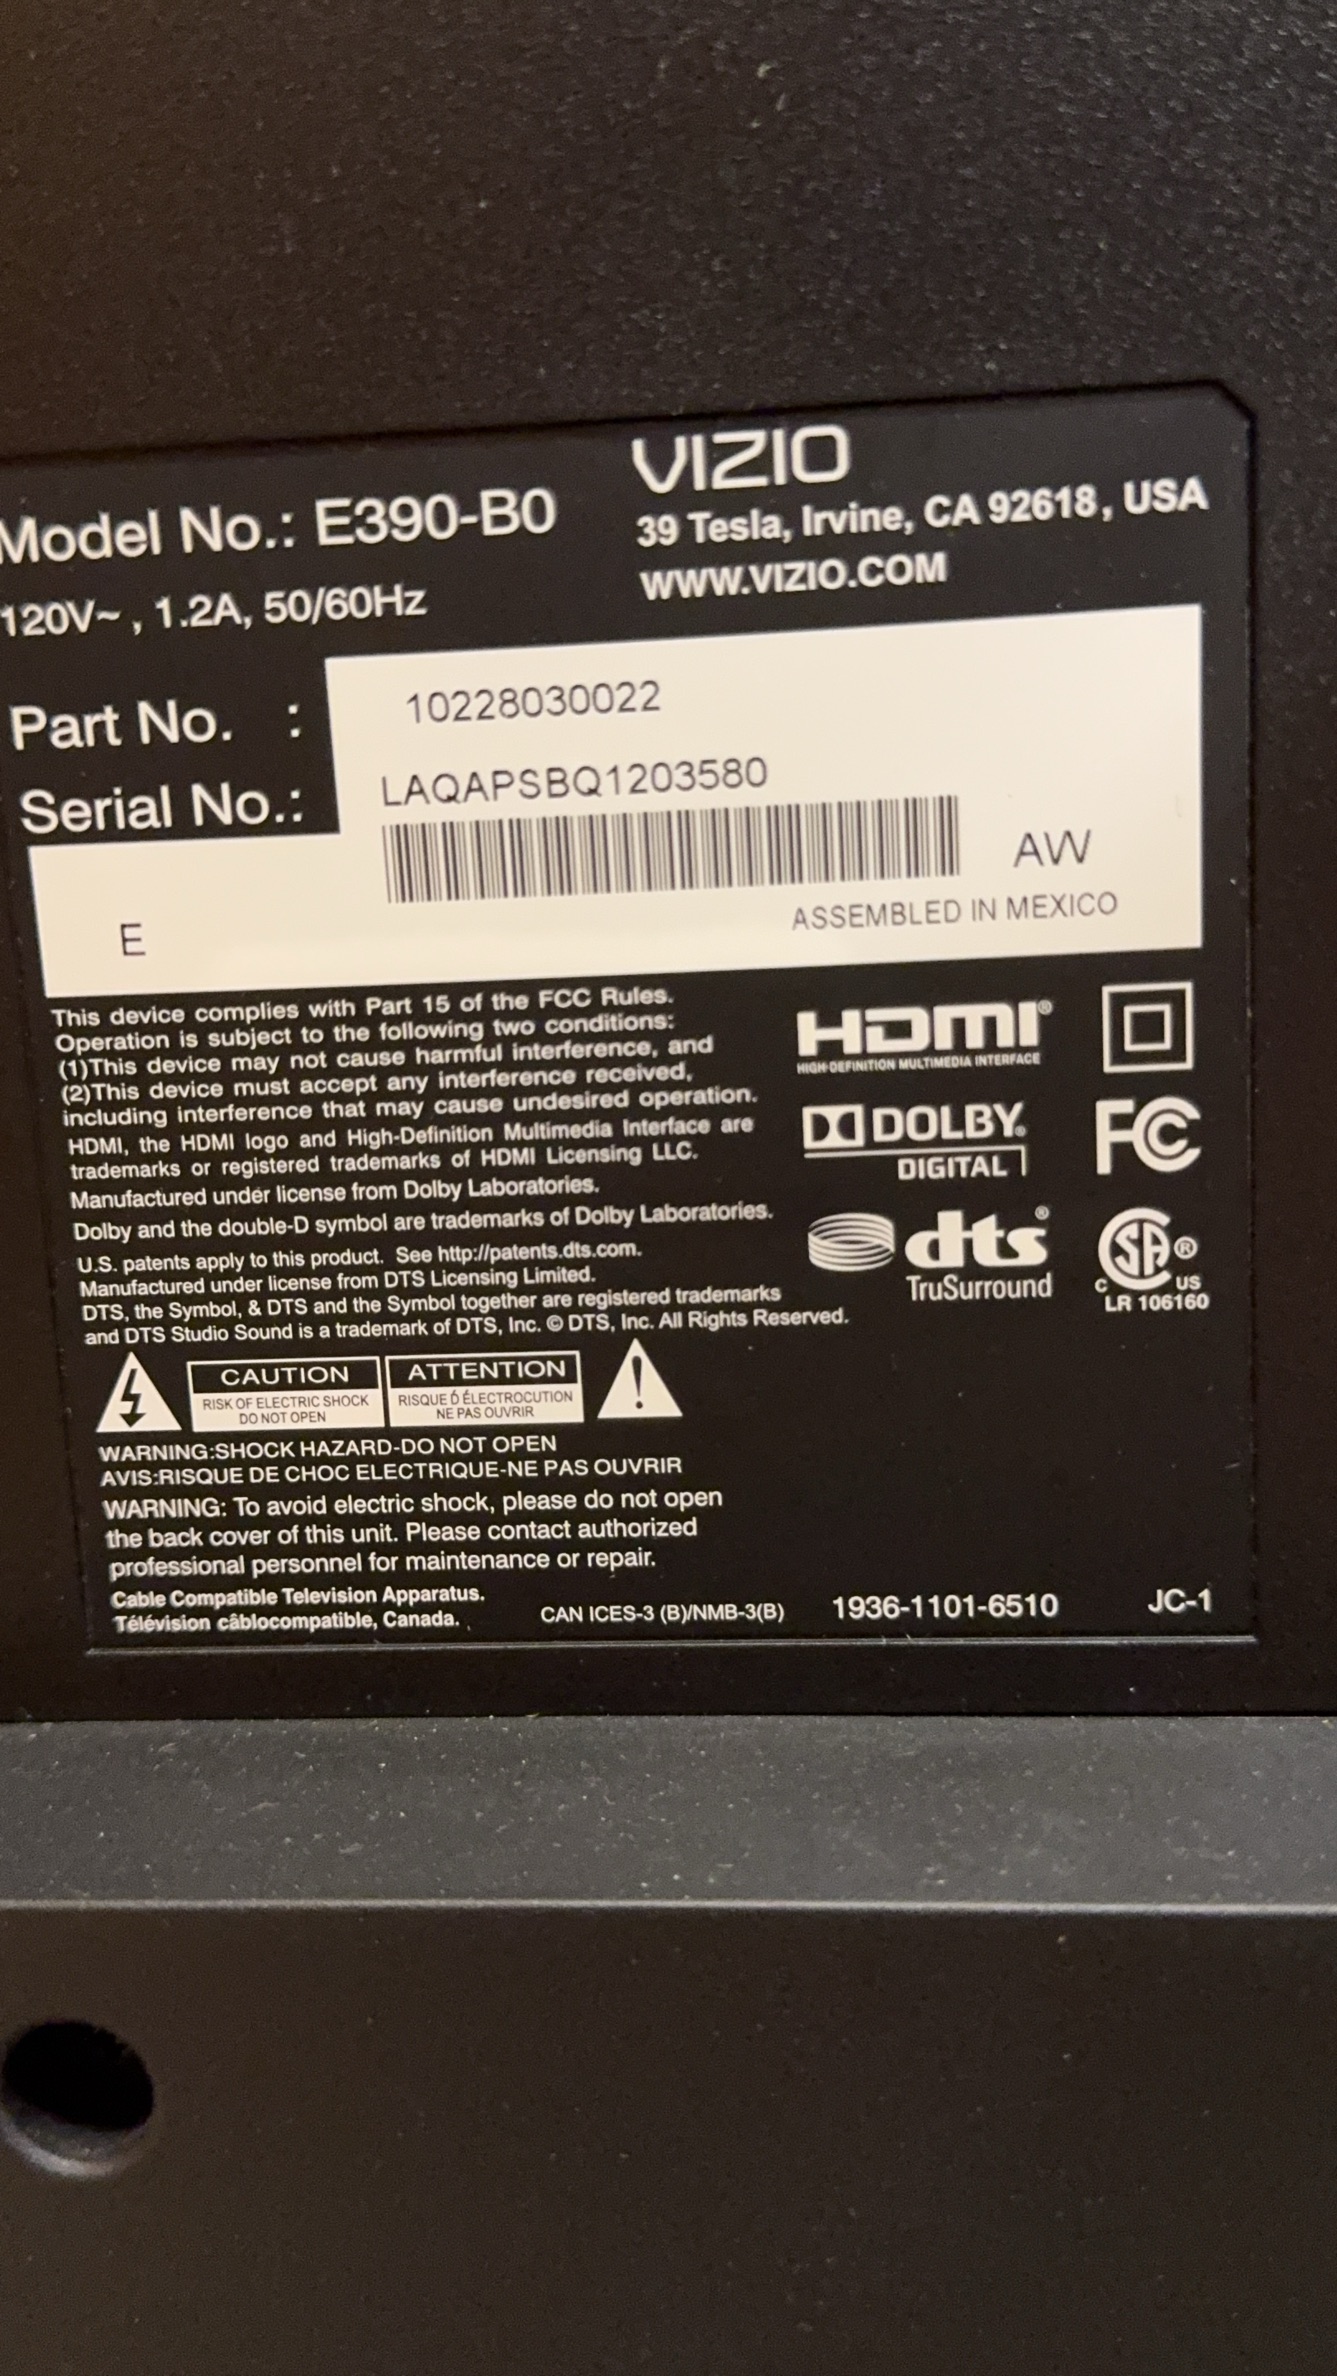 VIZIO
Model No.: E390-B0
39 Tesla, Irvine, CA 92618, USA
120V~, 1.2A, 50/60Hz
WWW.VIZIO.COM
Part No. : 10228030022
Serial No.: LAQAPSBQ1203580
AW
E
ASSEMBLED IN MEXICO
This device complies with Part 15 of the FCC Rules.
Operation is subject to the following two conditions:
(1)This device may not cause harmful interference, and
(2)This device must accept any interference received,
including interference that may cause undesired operation.
HDMI, the HDMI logo and High-Definition Multimedia Interface are
trademarks or registered trademarks of HDMI Licensing LLC.
Manufactured under license from Dolby Laboratories.
Dolby and the double-D symbol are trademarks of Dolby Laboratories.
U.S. patents apply to this product. See http://patents.dts.com.
Manufactured under license from DTS Licensing Limited.
DTS, the Symbol, & DTS and the Symbol together are registered trademarks
and DTS Studio Sound is a trademark of DTS, Inc. © DTS, Inc. All Rights Reserved.
HDMI®
HIGH-DEFINITION MULTIMEDIA INTERFACE
DOLBY®
DIGITAL
FC
dts®
TruSurround
SA®
C US
LR 106160
CAUTION
RISK OF ELECTRIC SHOCK
DO NOT OPEN
ATTENTION
RISQUE Ó ÉLECTROCUTION
NE PAS OUVRIR
WARNING:SHOCK HAZARD-DO NOT OPEN
AVIS:RISQUE DE CHOC ELECTRIQUE-NE PAS OUVRIR
WARNING: To avoid electric shock, please do not open
the back cover of this unit. Please contact authorized
professional personnel for maintenance or repair.
Cable Compatible Television Apparatus.
Télévision câblocompatible, Canada.
CAN ICES-3 (B)/NMB-3(B)
1936-1101-6510
JC-1